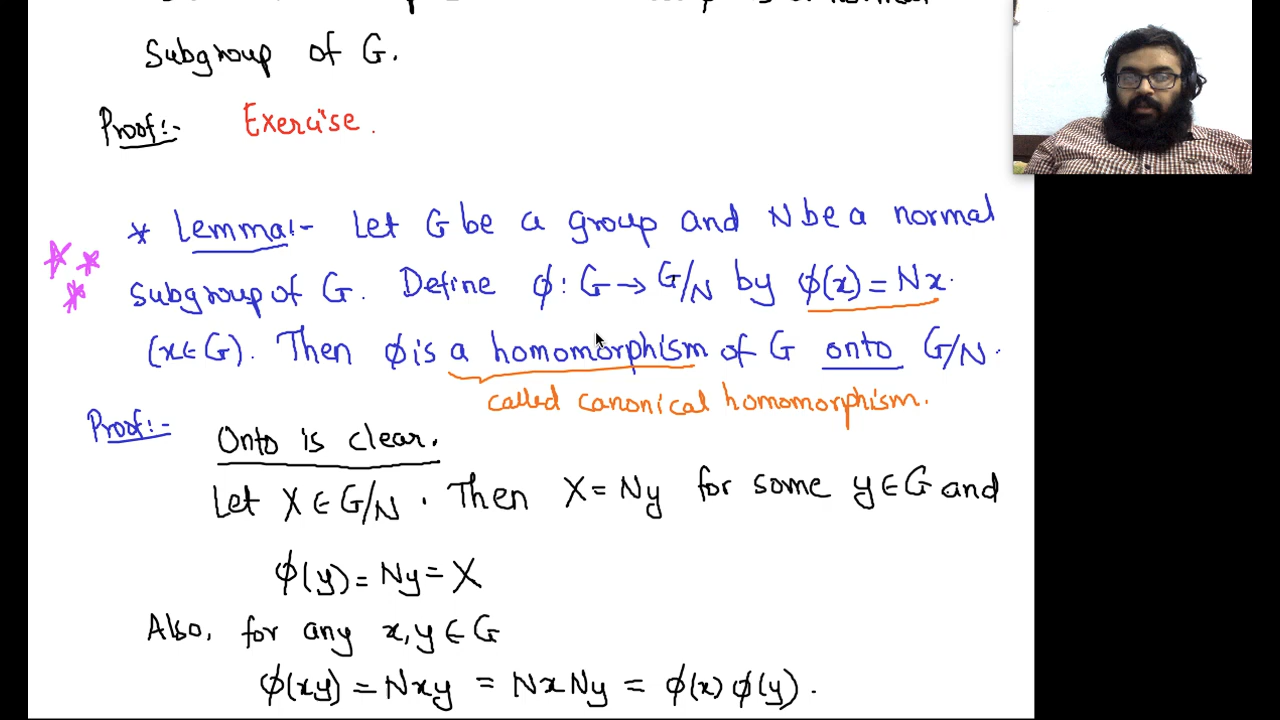 Subgroup of G.
Proof:- Exercise.
* Lemma:- Let G be a group and N be a normal
subgroup of G. Define ϕ: G → G/N by ϕ(x) = Nx.
(x ∈ G). Then ϕ is a homomorphism of G onto G/N.
called canonical homomorphism.
Proof:- Onto is clear.
Let X ∈ G/N. Then X = Ny for some y ∈ G and
ϕ(y) = Ny = X
Also, for any x, y ∈ G
ϕ(xy) = Nxy = Nx Ny = ϕ(x) ϕ(y).